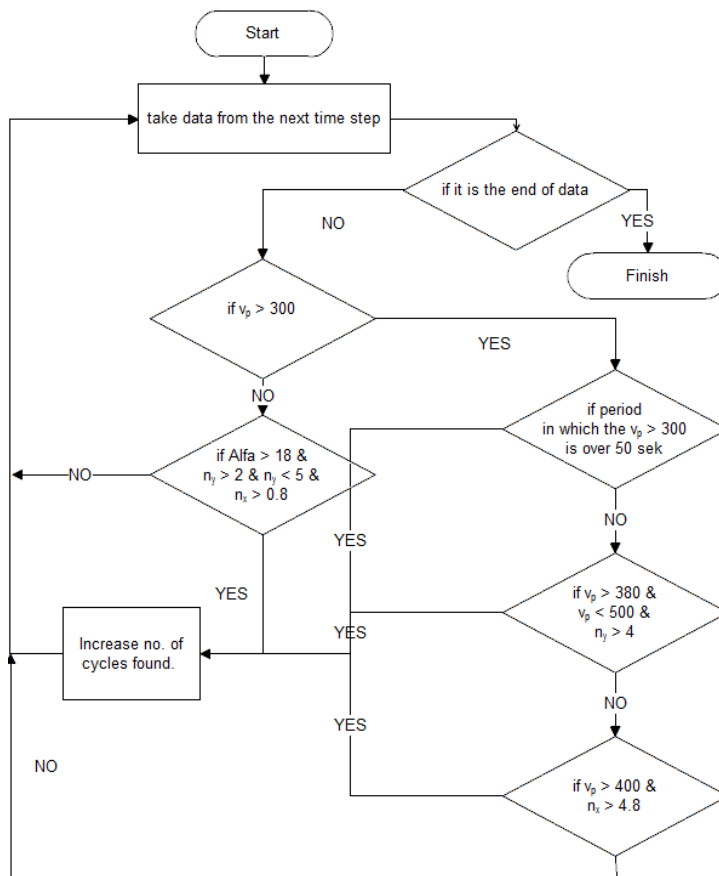 Start
take data from the next time step
if it is the end of data
NO
YES
Finish
if vₚ > 300
YES
NO
if period
in which the vₚ > 300
is over 50 sek
if Alfa > 18 &
n_y > 2 & n_y < 5 &
nₓ > 0.8
NO
NO
YES
YES
if vₚ > 380 &
vₚ < 500 &
n_y > 4
Increase no. of
cycles found.
YES
NO
YES
NO
if vₚ > 400 &
nₓ > 4.8